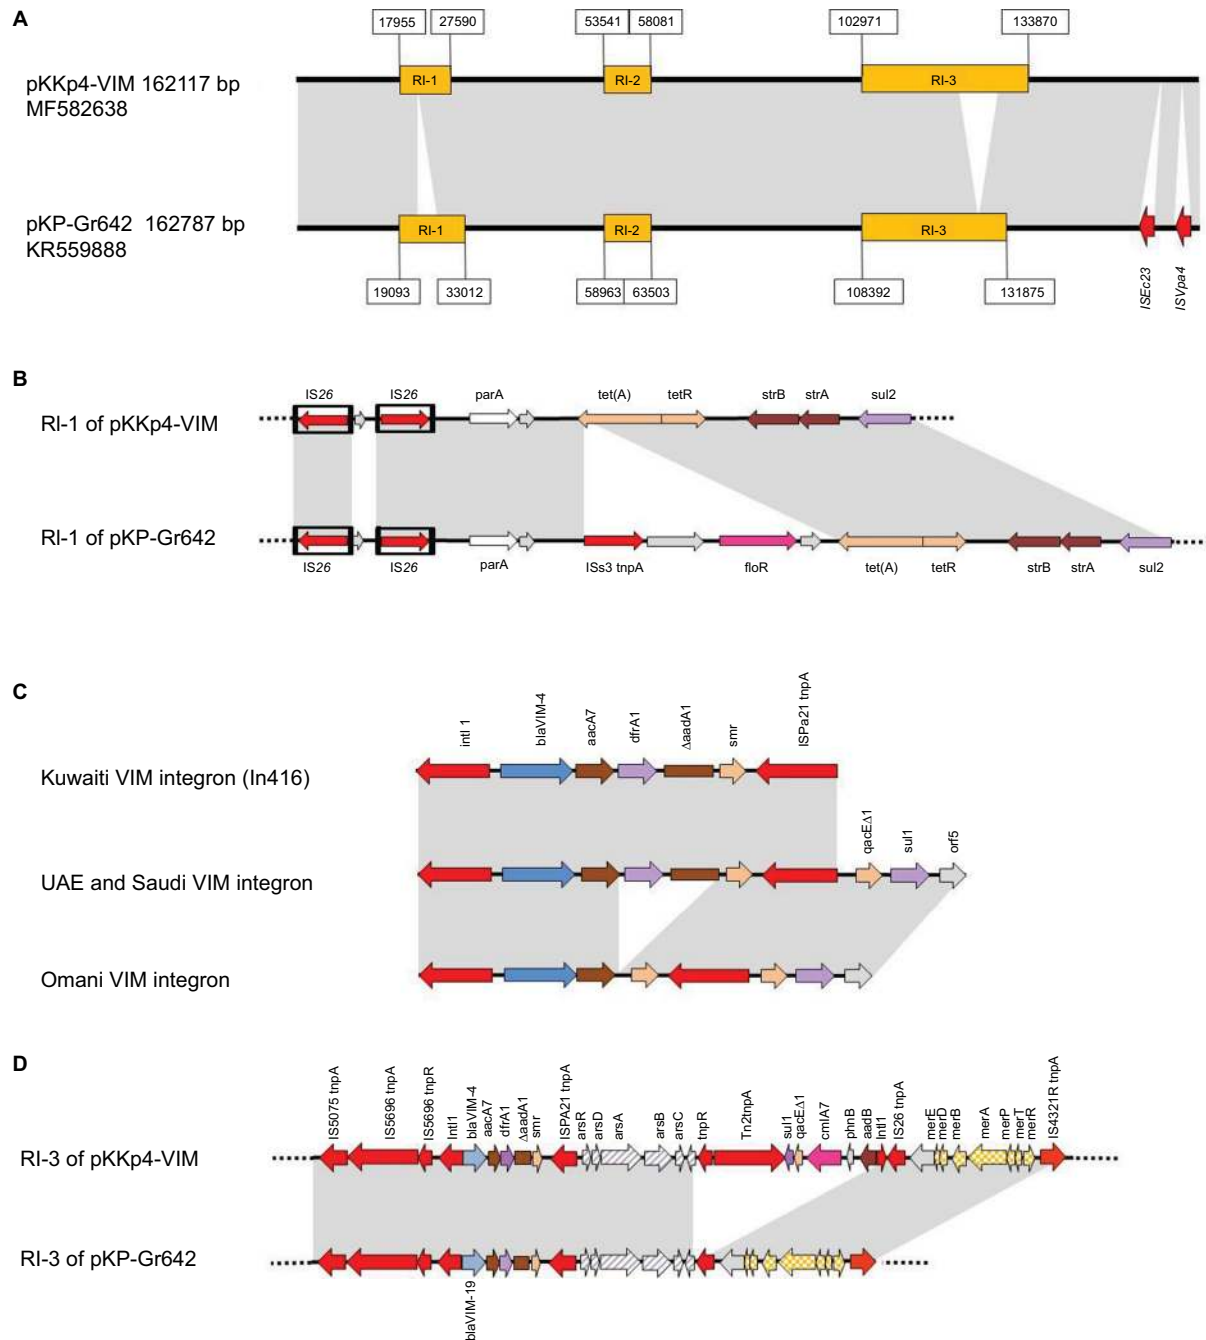 A
17955 27590 53541 58081 102971 133870
pKKp4-VIM 162117 bp
MF582638
RI-1 RI-2 RI-3
pKP-Gr642 162787 bp
KR559888
RI-1 RI-2 RI-3
19093 33012 58963 63503 108392 131875
ISEc23 ISVpa4
B
IS26 IS26 parA tet(A) tetR strB strA sul2
RI-1 of pKKp4-VIM
RI-1 of pKP-Gr642
IS26 IS26 parA ISs3 tnpA floR tet(A) tetR strB strA sul2
C
intI 1 blaVIM-4 aacA7 dfrA1 ΔaadA1 smr ISPa21 tnpA
Kuwaiti VIM integron (In416)
qacEΔ1 sul1 orf5
UAE and Saudi VIM integron
Omani VIM integron
D
IS5075 tnpA IS5696 tnpA IS5696 tnpR IntI1 blaVIM-4 aacA7 dfrA1 ΔaadA1 smr ISPA21 tnpA arsR arsD arsA arsB arsC tnpR Tn2tnpA sul1 qacEΔ1 cmlA7 phnB aadB IntI1 IS26 tnpA merE merD merB merA merP merT merR IS4321R tnpA
RI-3 of pKKp4-VIM
RI-3 of pKP-Gr642
blaVIM-19